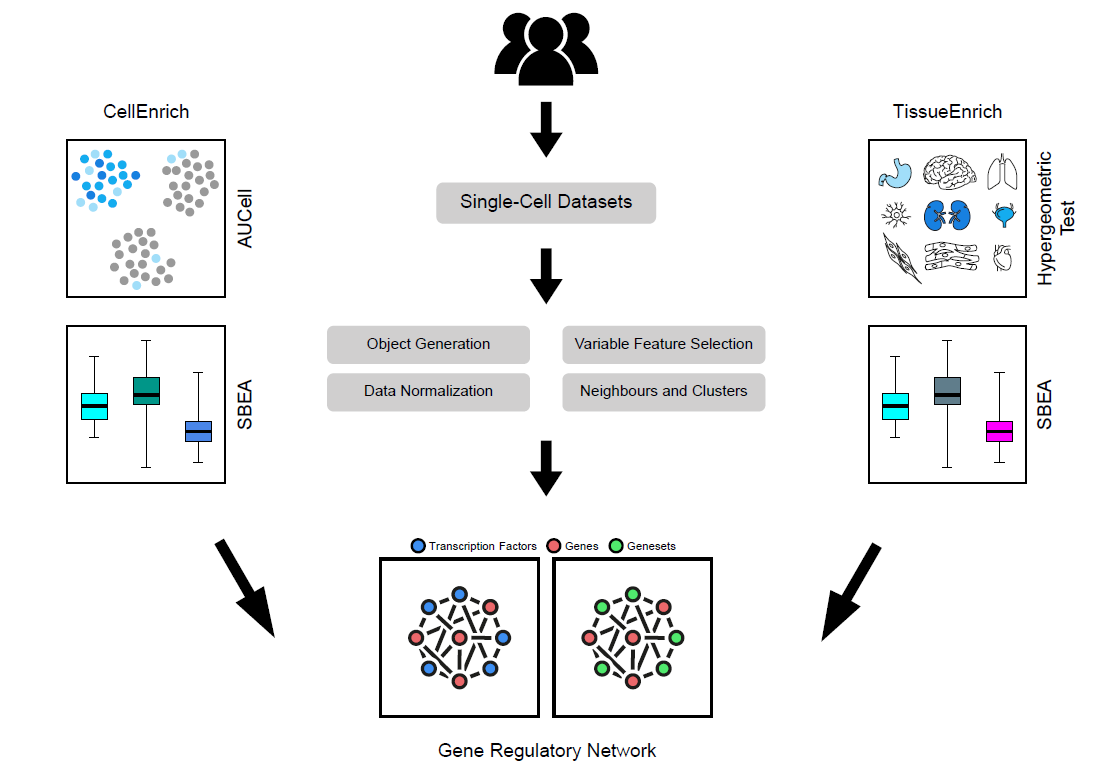 CellEnrich
TissueEnrich
AUCell
Hypergeometric
Test
Single-Cell Datasets
SBEA
Object Generation
Variable Feature Selection
Data Normalization
Neighbours and Clusters
SBEA
Transcription Factors
Genes
Genesets
Gene Regulatory Network